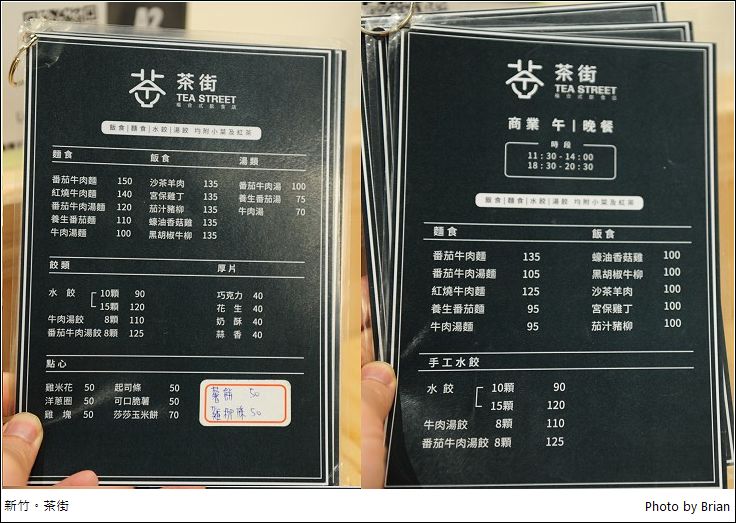 茶街
TEA STREET
複合式飲食店
飯食|麵食|水餃|湯餃 均附小菜及紅茶
麵食 飯食 湯類
番茄牛肉麵 150 沙茶羊肉 135 番茄牛肉湯 100
紅燒牛肉麵 140 宮保雞丁 135 養生番茄湯 75
番茄牛肉湯麵 120 茄汁豬柳 135 牛肉湯 70
養生番茄麵 110 蠔油香菇雞 135
牛肉湯麵 100 黑胡椒牛柳 135
餃類 厚片
水 餃 10顆 90 巧克力 40
15顆 120 花 生 40
牛肉湯餃 8顆 110 奶 酥 40
番茄牛肉湯餃 8顆 125 蒜 香 40
點心
雞米花 50 起司條 50 薯餅 50
洋蔥圈 50 可口脆薯 50 雞柳條 50
雞 塊 50 莎莎玉米餅 70
茶街
TEA STREET
複合式飲食店
商業 午|晚餐
時段
11:30-14:00
18:30-20:30
飯食|麵食|水餃|湯餃 均附小菜及紅茶
麵食 飯食
番茄牛肉麵 135 蠔油香菇雞 100
番茄牛肉湯麵 105 黑胡椒牛柳 100
紅燒牛肉麵 125 沙茶羊肉 100
養生番茄麵 95 宮保雞丁 100
牛肉湯麵 95 茄汁豬柳 100
手工水餃
水 餃 10顆 90
15顆 120
牛肉湯餃 8顆 110
番茄牛肉湯餃 8顆 125
新竹。茶街
Photo by Brian